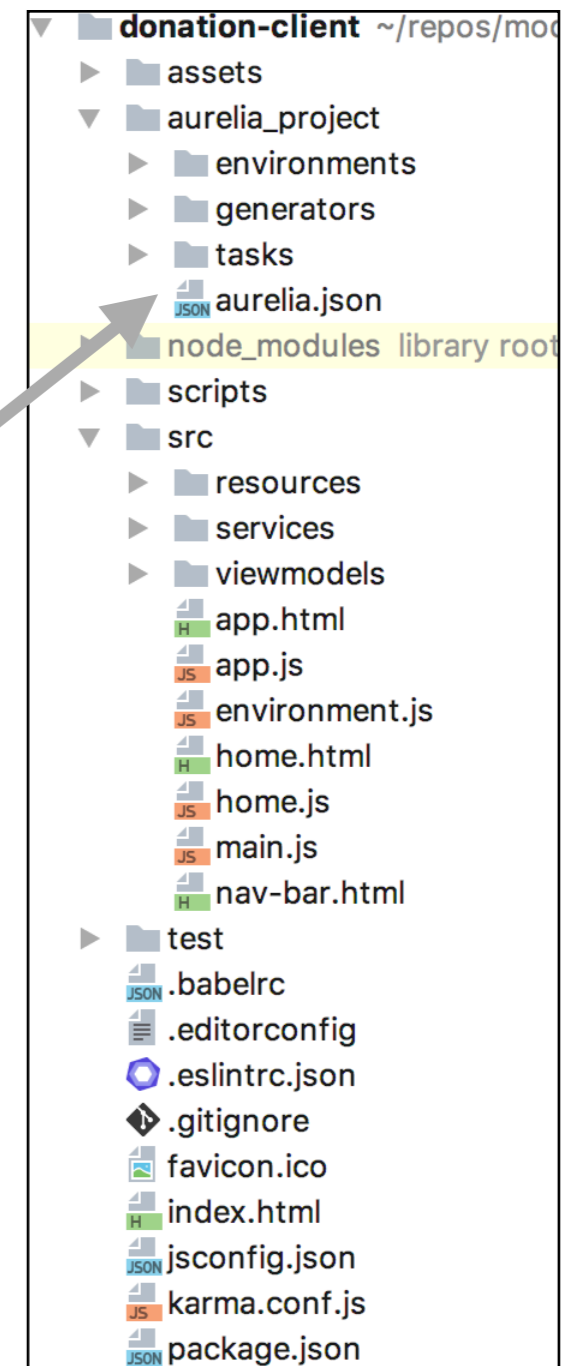 donation-client ~/repos/mod
assets
aurelia_project
environments
generators
tasks
JSON aurelia.json
node_modules library root
scripts
src
resources
services
viewmodels
H app.html
JS app.js
JS environment.js
H home.html
JS home.js
JS main.js
H nav-bar.html
test
JSON .babelrc
.editorconfig
.eslintrc.json
.gitignore
favicon.ico
H index.html
JSON jsconfig.json
JS karma.conf.js
JSON package.json